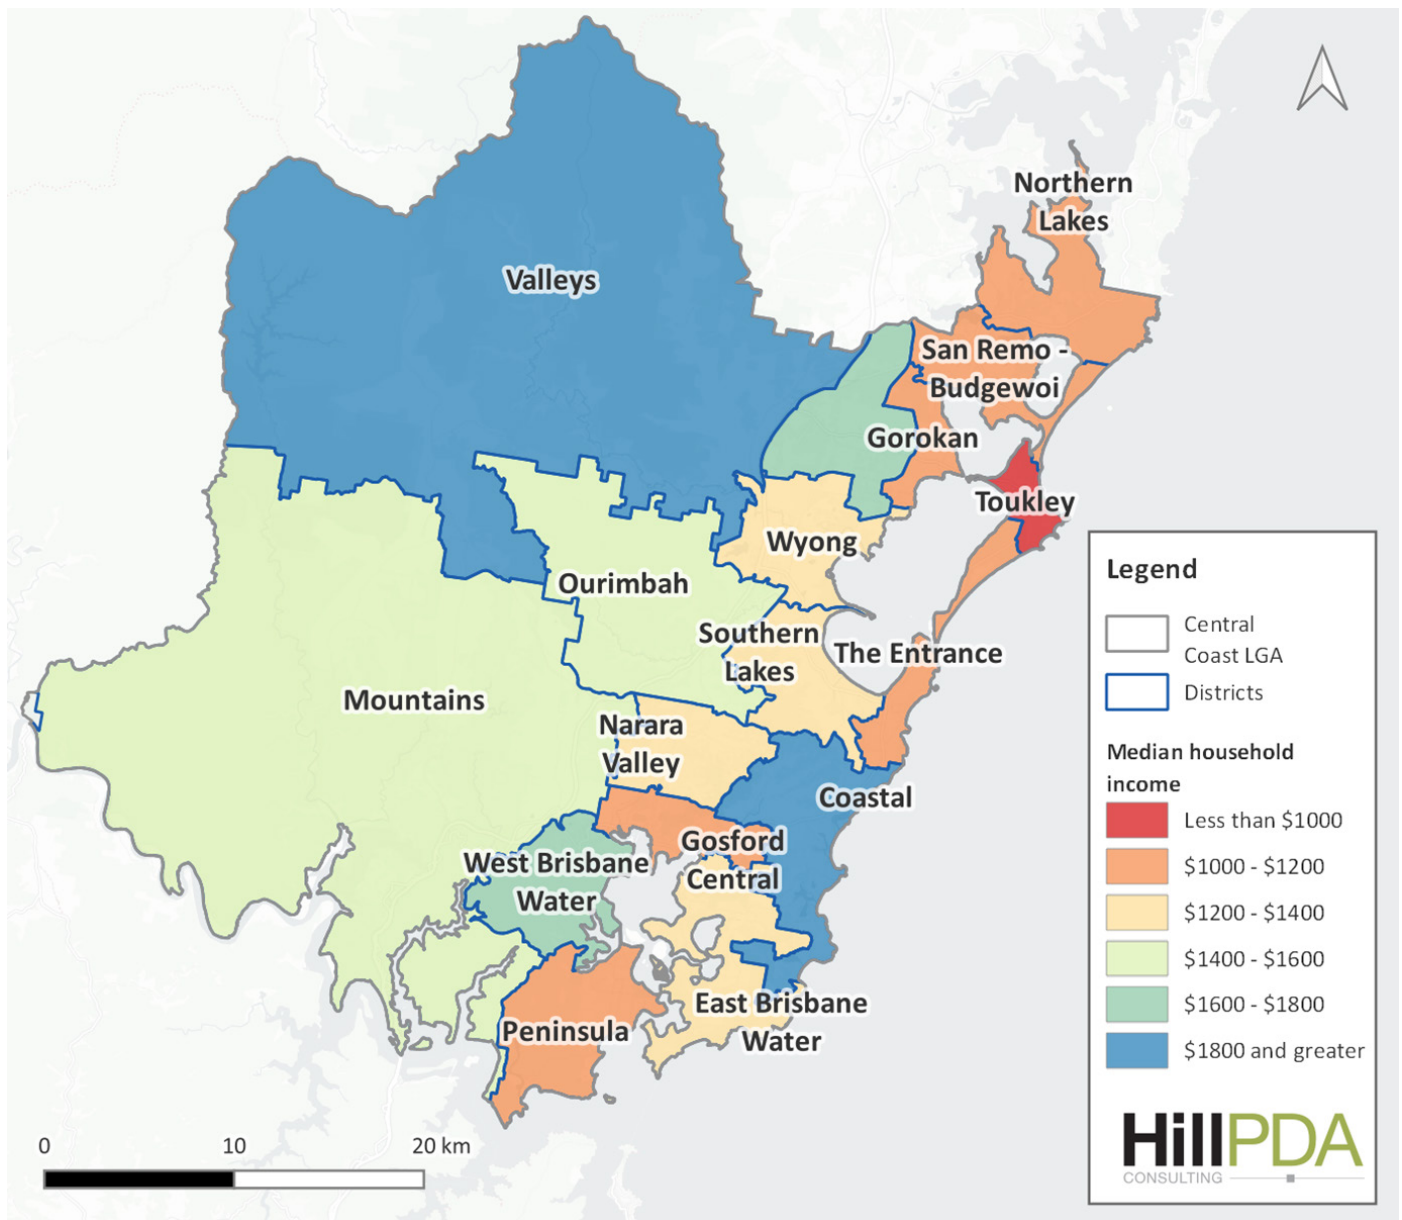 Northern
Lakes
Valleys
San Remo -
Budgewoi
Gorokan
Toukley
Wyong
Ourimbah
Southern
Lakes
The Entrance
Mountains
Narara
Valley
Coastal
Gosford
Central
West Brisbane
Water
East Brisbane
Water
Peninsula
0 10 20 km
Legend
Central
Coast LGA
Districts
Median household
income
Less than $1000
$1000 - $1200
$1200 - $1400
$1400 - $1600
$1600 - $1800
$1800 and greater
HillPDA
CONSULTING